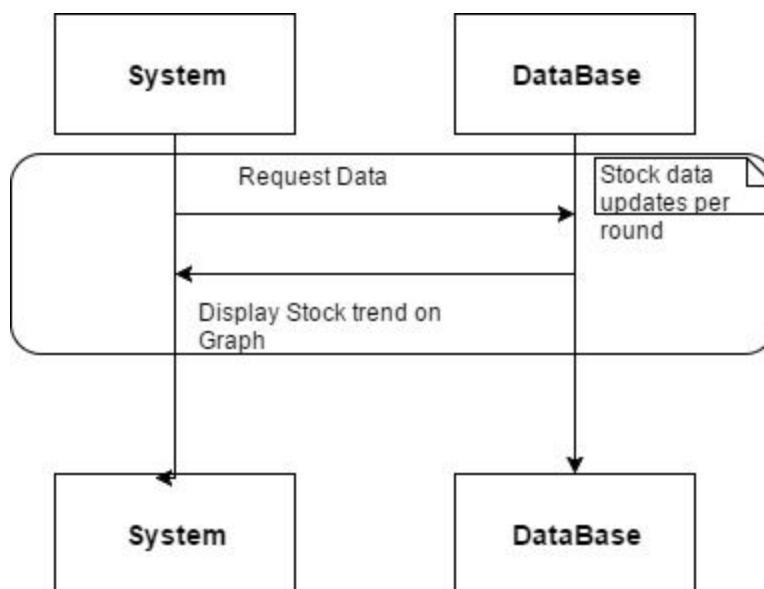 System
DataBase
Request Data
Stock data
updates per
round
Display Stock trend on
Graph
System
DataBase